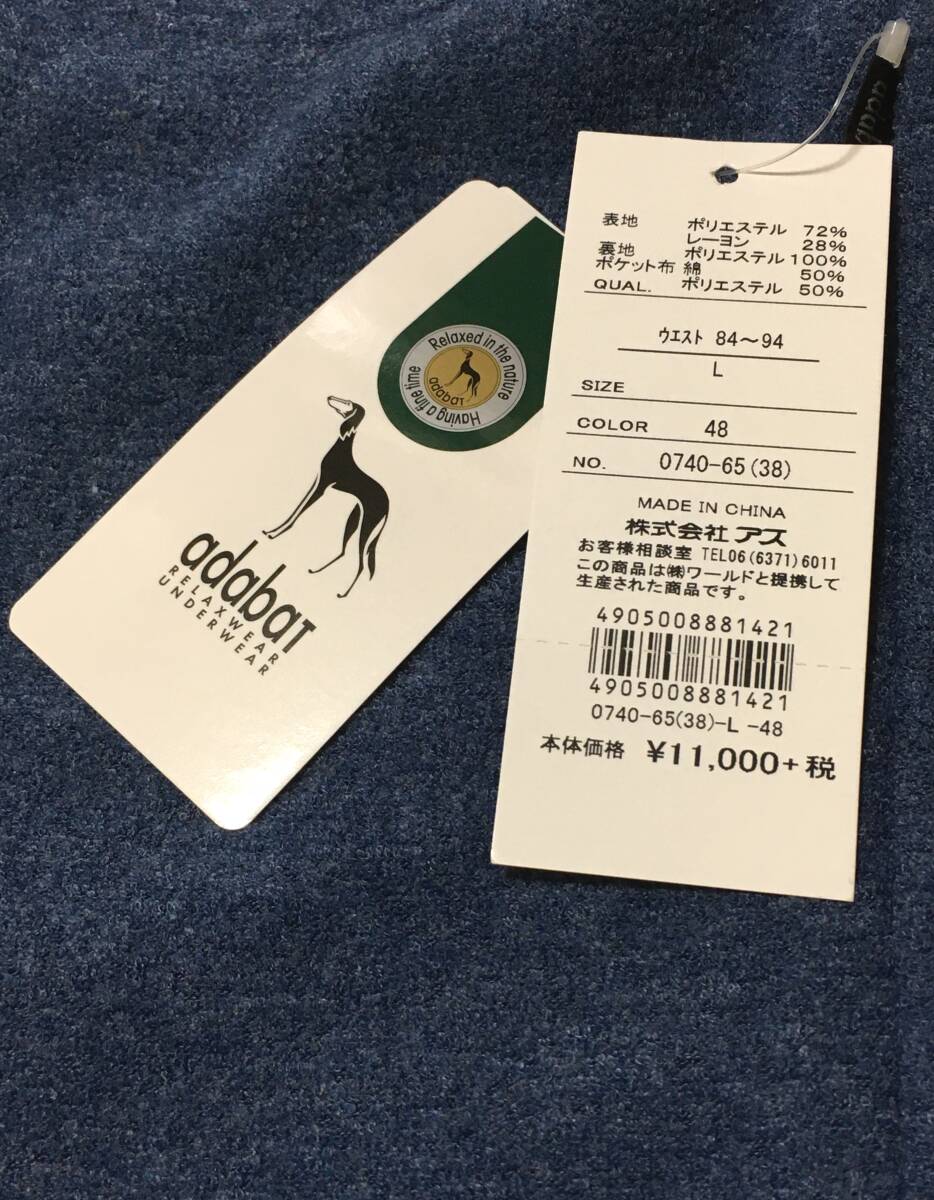 Relaxed in the nature
adabaT
Having a fine time
adabaT
RELAXWEAR
UNDERWEAR
表地 ポリエステル 72%
レーヨン 28%
裏地 ポリエステル 100%
ポケット布 綿 50%
QUAL. ポリエステル 50%
ウエスト 84〜94
L
SIZE
COLOR 48
NO. 0740-65(38)
MADE IN CHINA
株式会社 アス
お客様相談室 TEL06(6371)6011
この商品は㈱ワールドと提携して
生産された商品です。
4905008881421
4905008881421
0740-65(38)-L -48
本体価格 ¥11,000+税